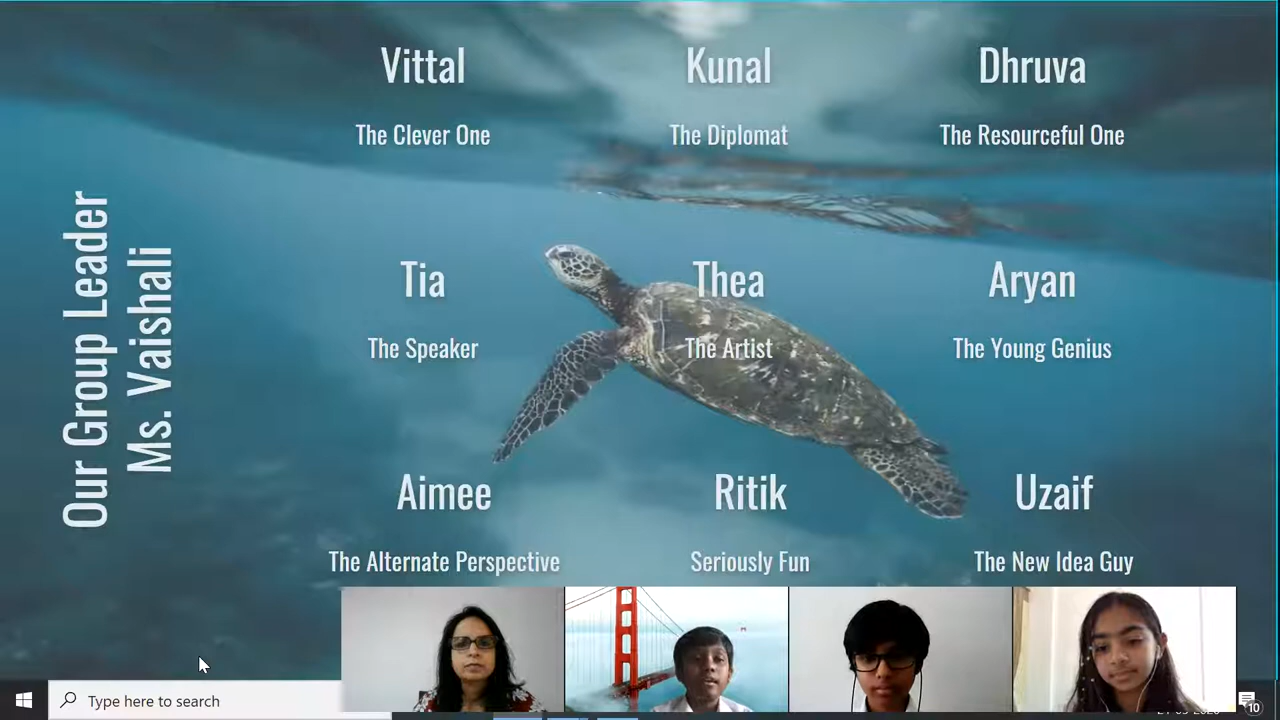 Our Group Leader
Ms. Vaishali
Vittal
Kunal
Dhruva
The Clever One
The Diplomat
The Resourceful One
Tia
Thea
Aryan
The Speaker
The Artist
The Young Genius
Aimee
Ritik
Uzaif
The Alternate Perspective
Seriously Fun
The New Idea Guy
Type here to search
10